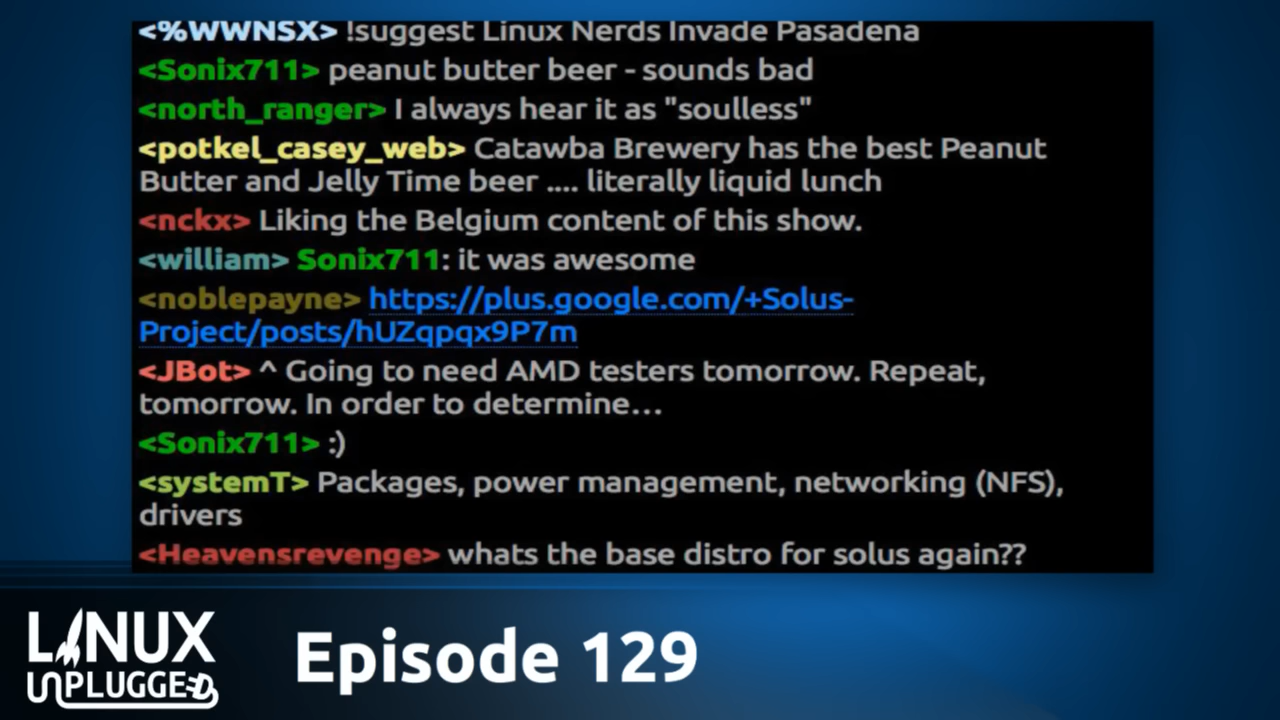 <%WWNSX> !suggest Linux Nerds Invade Pasadena
<Sonix711> peanut butter beer - sounds bad
<north_ranger> I always hear it as "soulless"
<potkel_casey_web> Catawba Brewery has the best Peanut
Butter and Jelly Time beer .... literally liquid lunch
<nckx> Liking the Belgium content of this show.
<william> Sonix711: it was awesome
<noblepayne> https://plus.google.com/+Solus-
Project/posts/hUZqpqx9P7m
<JBot> ^ Going to need AMD testers tomorrow. Repeat,
tomorrow. In order to determine…
<Sonix711> :)
<systemT> Packages, power management, networking (NFS),
drivers
<Heavensrevenge> whats the base distro for solus again??
LINUX
UNPLUGGED
Episode 129